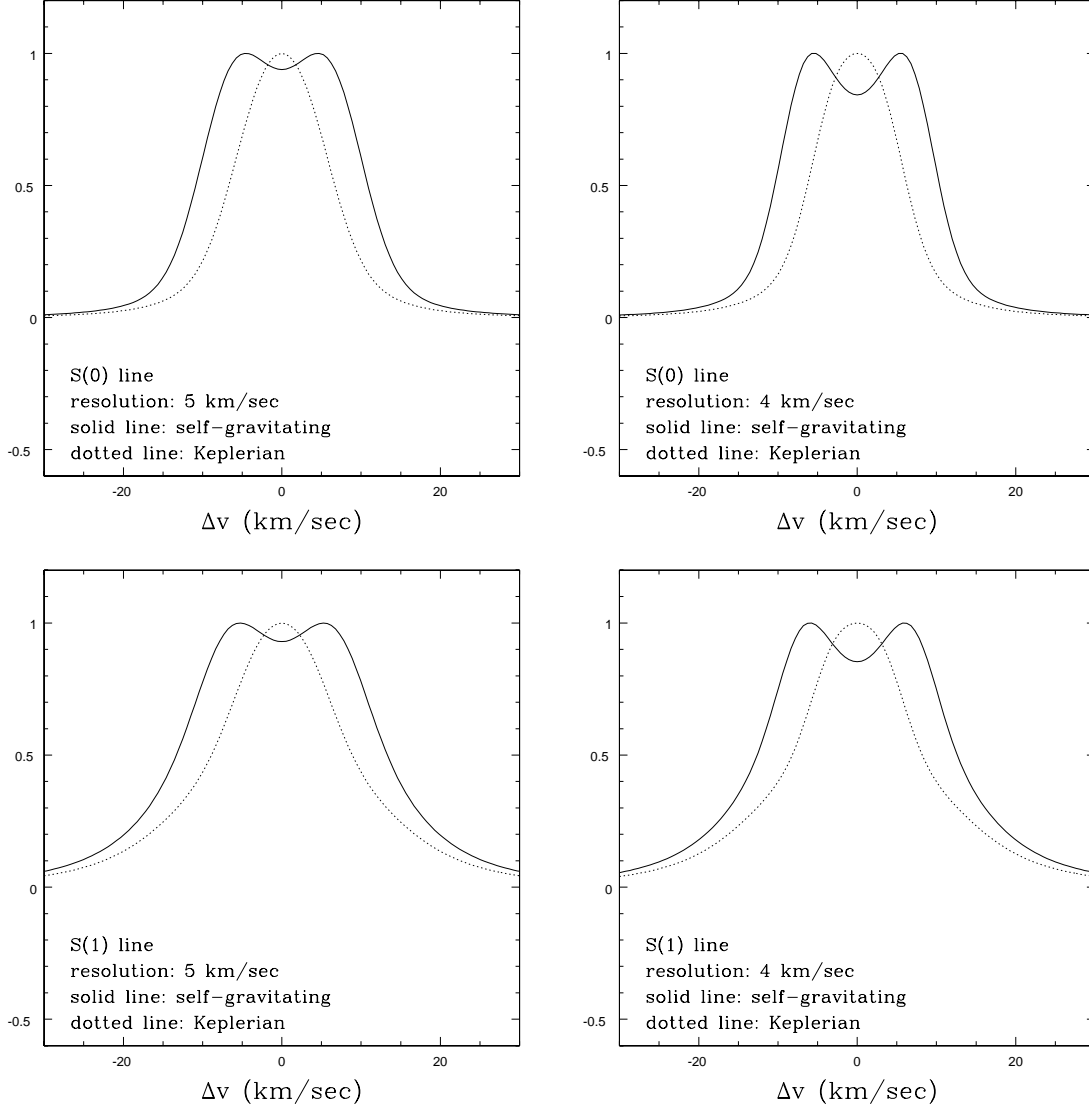 1
0.5
0
-0.5
S(0) line
resolution: 5 km/sec
solid line: self-gravitating
dotted line: Keplerian
-20
0
20
Δv (km/sec)
1
0.5
0
-0.5
S(0) line
resolution: 4 km/sec
solid line: self-gravitating
dotted line: Keplerian
-20
0
20
Δv (km/sec)
1
0.5
0
-0.5
S(1) line
resolution: 5 km/sec
solid line: self-gravitating
dotted line: Keplerian
-20
0
20
Δv (km/sec)
1
0.5
0
-0.5
S(1) line
resolution: 4 km/sec
solid line: self-gravitating
dotted line: Keplerian
-20
0
20
Δv (km/sec)